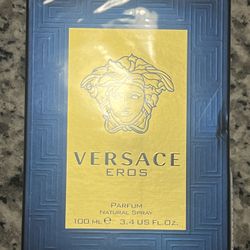 VERSACE
EROS
PARFUM
NATURAL SPRAY
100 ML ℮ 3.4 US FL.OZ.